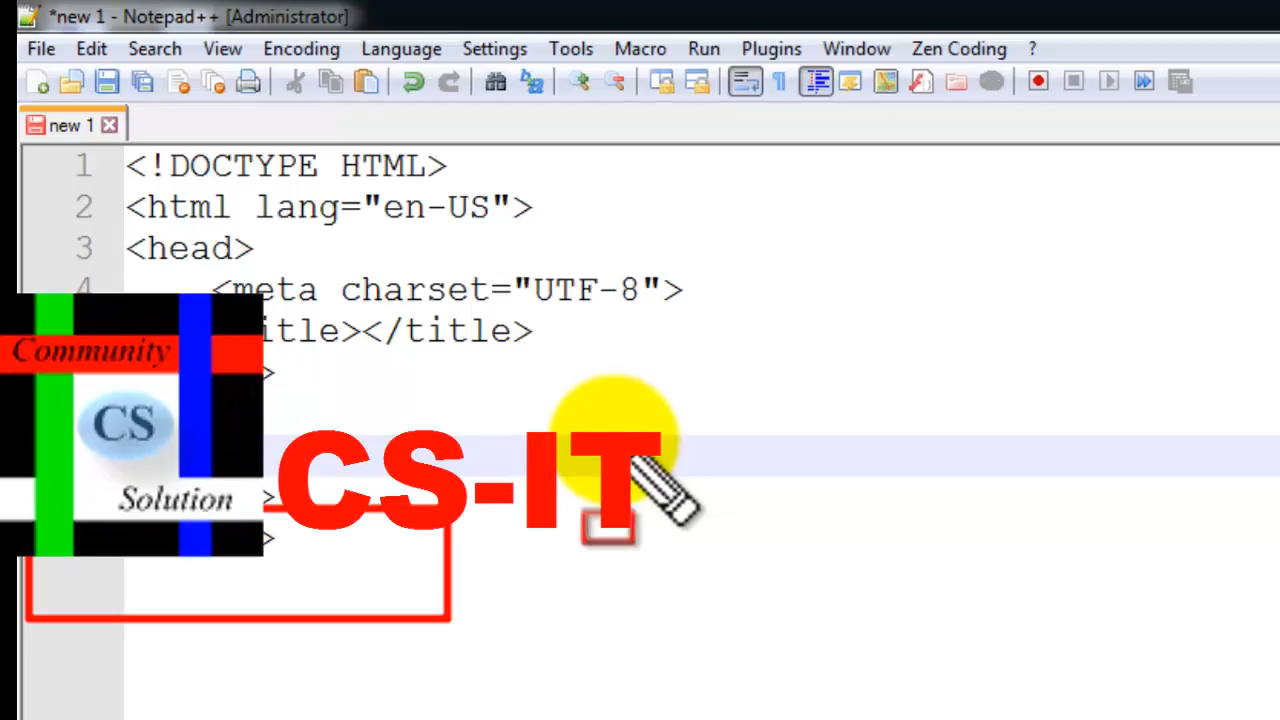 *new 1 - Notepad++ [Administrator]
File Edit Search View Encoding Language Settings Tools Macro Run Plugins Window Zen Coding ?
new 1
1 <!DOCTYPE HTML>
2 <html lang="en-US">
3 <head>
4 <meta charset="UTF-8">
itle></title>
>
Community
CS
Solution
CS-IT
>
>